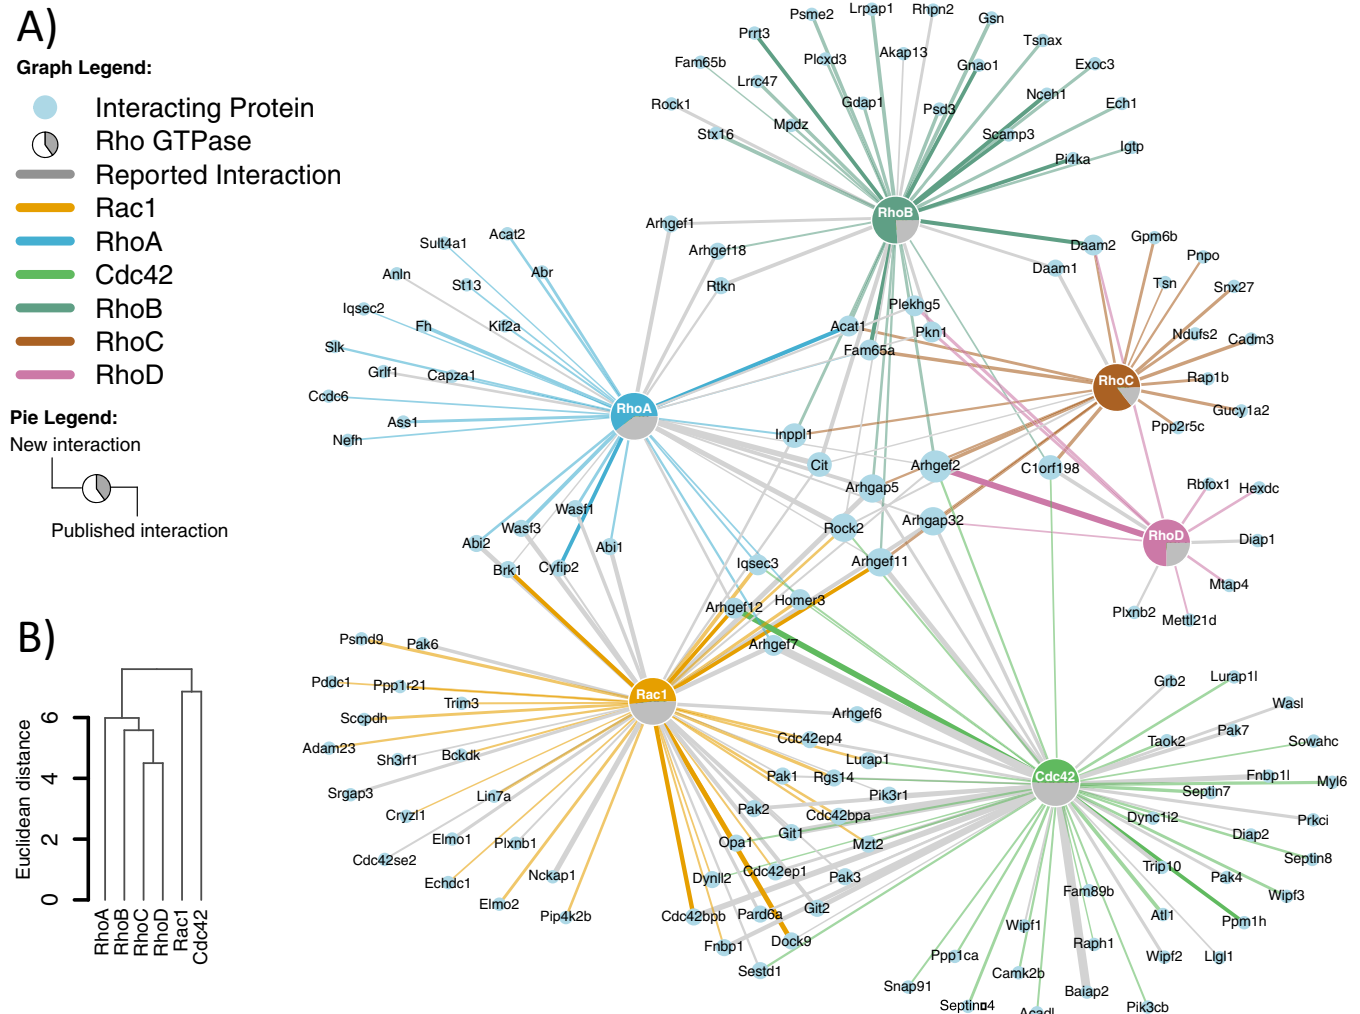 A)
Graph Legend:
Interacting Protein
Rho GTPase
Reported Interaction
Rac1
RhoA
Cdc42
RhoB
RhoC
RhoD
Pie Legend:
New interaction
Published interaction
Lrpap1
Rhpn2
Psme2
Gsn
Prrt3
Tsnax
Akap13
Plcxd3
Fam65b
Gnao1
Exoc3
Lrrc47
Nceh1
Rock1
Gdap1
Psd3
Ech1
Mpdz
Stx16
Scamp3
Igtp
Pi4ka
RhoB
Arhgef1
Acat2
Sult4a1
Arhgef18
Daam2
Gpm6b
Pnpo
Anln
Abr
St13
Rtkn
Daam1
Tsn
Snx27
Iqsec2
Plekhg5
Fh
Kif2a
Acat1
Pkn1
Ndufs2
Cadm3
Slk
Fam65a
Grlf1
Capza1
RhoC
Rap1b
Ccdc6
RhoA
Gucy1a2
Ass1
Ppp2r5c
Nefh
Inppl1
Cit
Arhgef2
C1orf198
Arhgap5
Rbfox1
Hexdc
Wasf1
Wasf3
Rock2
Arhgap32
RhoD
Diap1
Abi2
Abi1
Brk1
Cyfip2
Iqsec3
Arhgef11
Mtap4
Arhgef12
Homer3
Plxnb2
Mettl21d
B)
Euclidean distance
6
4
2
0
RhoA
RhoB
RhoC
RhoD
Rac1
Cdc42
Psmd9
Pak6
Arhgef7
Pddc1
Ppp1r21
Rac1
Grb2
Lurap1l
Trim3
Sccpdh
Arhgef6
Wasl
Adam23
Cdc42ep4
Taok2
Pak7
Sowahc
Sh3rf1
Bckdk
Lurap1
Srgap3
Pak1
Rgs14
Cdc42
Fnbp1l
Myl6
Lin7a
Pik3r1
Septin7
Cryzl1
Pak2
Cdc42bpa
Dync1i2
Prkci
Elmo1
Plxnb1
Git1
Diap2
Opa1
Mzt2
Cdc42se2
Trip10
Septin8
Echdc1
Nckap1
Dynll2
Cdc42ep1
Pak3
Pak4
Fam89b
Wipf3
Elmo2
Pip4k2b
Cdc42bpb
Pard6a
Git2
Atl1
Ppm1h
Wipf1
Fnbp1
Dock9
Raph1
Ppp1ca
Wipf2
Llgl1
Sestd1
Camk2b
Snap91
Baiap2
Septin14
Acadl
Pik3cb